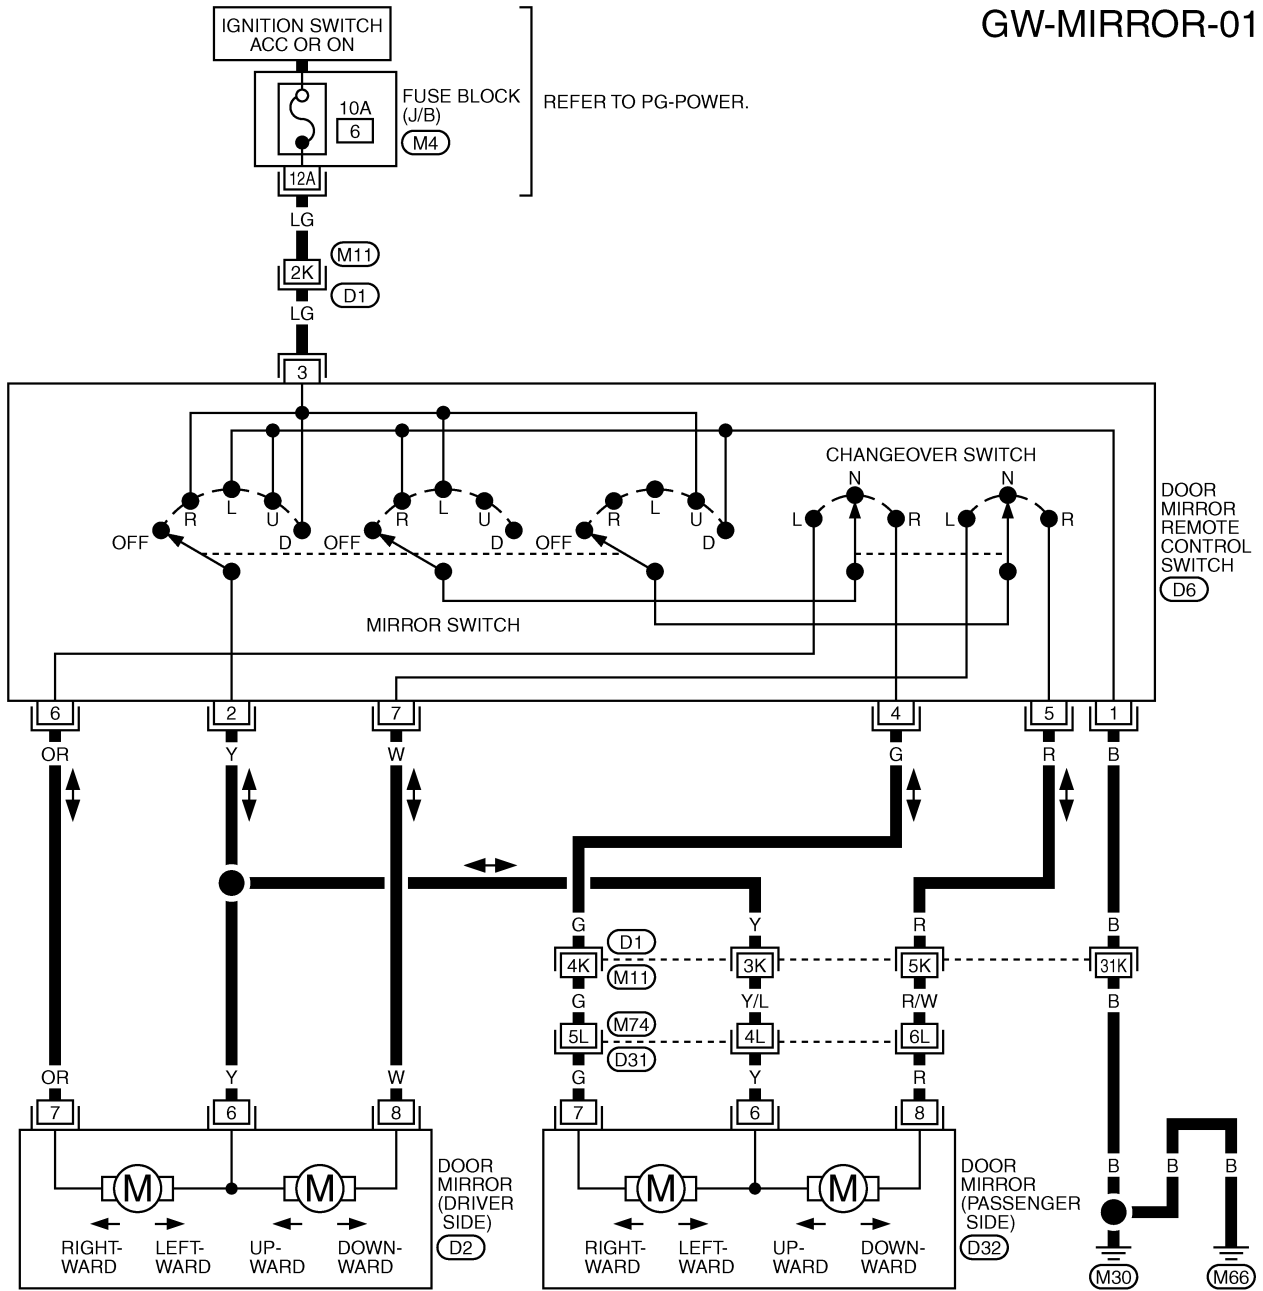 GW-MIRROR-01
IGNITION SWITCH
ACC OR ON
10A
6
FUSE BLOCK
(J/B)
M4
REFER TO PG-POWER.
12A
LG
M11
2K
D1
LG
3
CHANGEOVER SWITCH
R L U D
OFF
R L U D
OFF
R L U D
OFF
L N R
L N R
MIRROR SWITCH
DOOR
MIRROR
REMOTE
CONTROL
SWITCH
D6
6 2 7 4 5 1
OR Y W G R B
G Y R B
D1
4K 3K 5K 31K
M11
G Y/L R/W B
M74
5L 4L 6L
D31
OR Y W G Y R
7 6 8 7 6 8
M M M M
DOOR
MIRROR
(DRIVER
SIDE)
D2
DOOR
MIRROR
(PASSENGER
SIDE)
D32
B B B
RIGHT-
WARD
LEFT-
WARD
UP-
WARD
DOWN-
WARD
RIGHT-
WARD
LEFT-
WARD
UP-
WARD
DOWN-
WARD
M30 M66